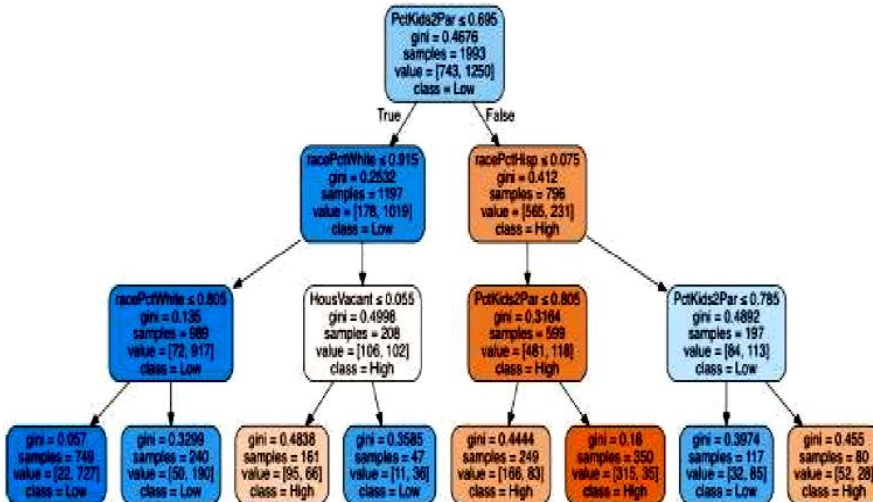 PctKids2Par ≤ 0.695
gini = 0.4676
samples = 1993
value = [743, 1250]
class = Low
True
False
racePctWhite ≤ 0.915
gini = 0.2532
samples = 1197
value = [178, 1019]
class = Low
racePctHisp ≤ 0.075
gini = 0.412
samples = 796
value = [565, 231]
class = High
racePctWhite ≤ 0.805
gini = 0.135
samples = 989
value = [72, 917]
class = Low
HousVacant ≤ 0.055
gini = 0.4998
samples = 208
value = [106, 102]
class = High
PctKids2Par ≤ 0.805
gini = 0.3164
samples = 599
value = [481, 118]
class = High
PctKids2Par ≤ 0.785
gini = 0.4892
samples = 197
value = [84, 113]
class = Low
gini = 0.057
samples = 749
value = [22, 727]
class = Low
gini = 0.3299
samples = 240
value = [50, 190]
class = Low
gini = 0.4838
samples = 161
value = [95, 66]
class = High
gini = 0.3585
samples = 47
value = [11, 36]
class = Low
gini = 0.4444
samples = 249
value = [166, 83]
class = High
gini = 0.18
samples = 350
value = [315, 35]
class = High
gini = 0.3974
samples = 117
value = [32, 85]
class = Low
gini = 0.455
samples = 80
value = [52, 28]
class = High